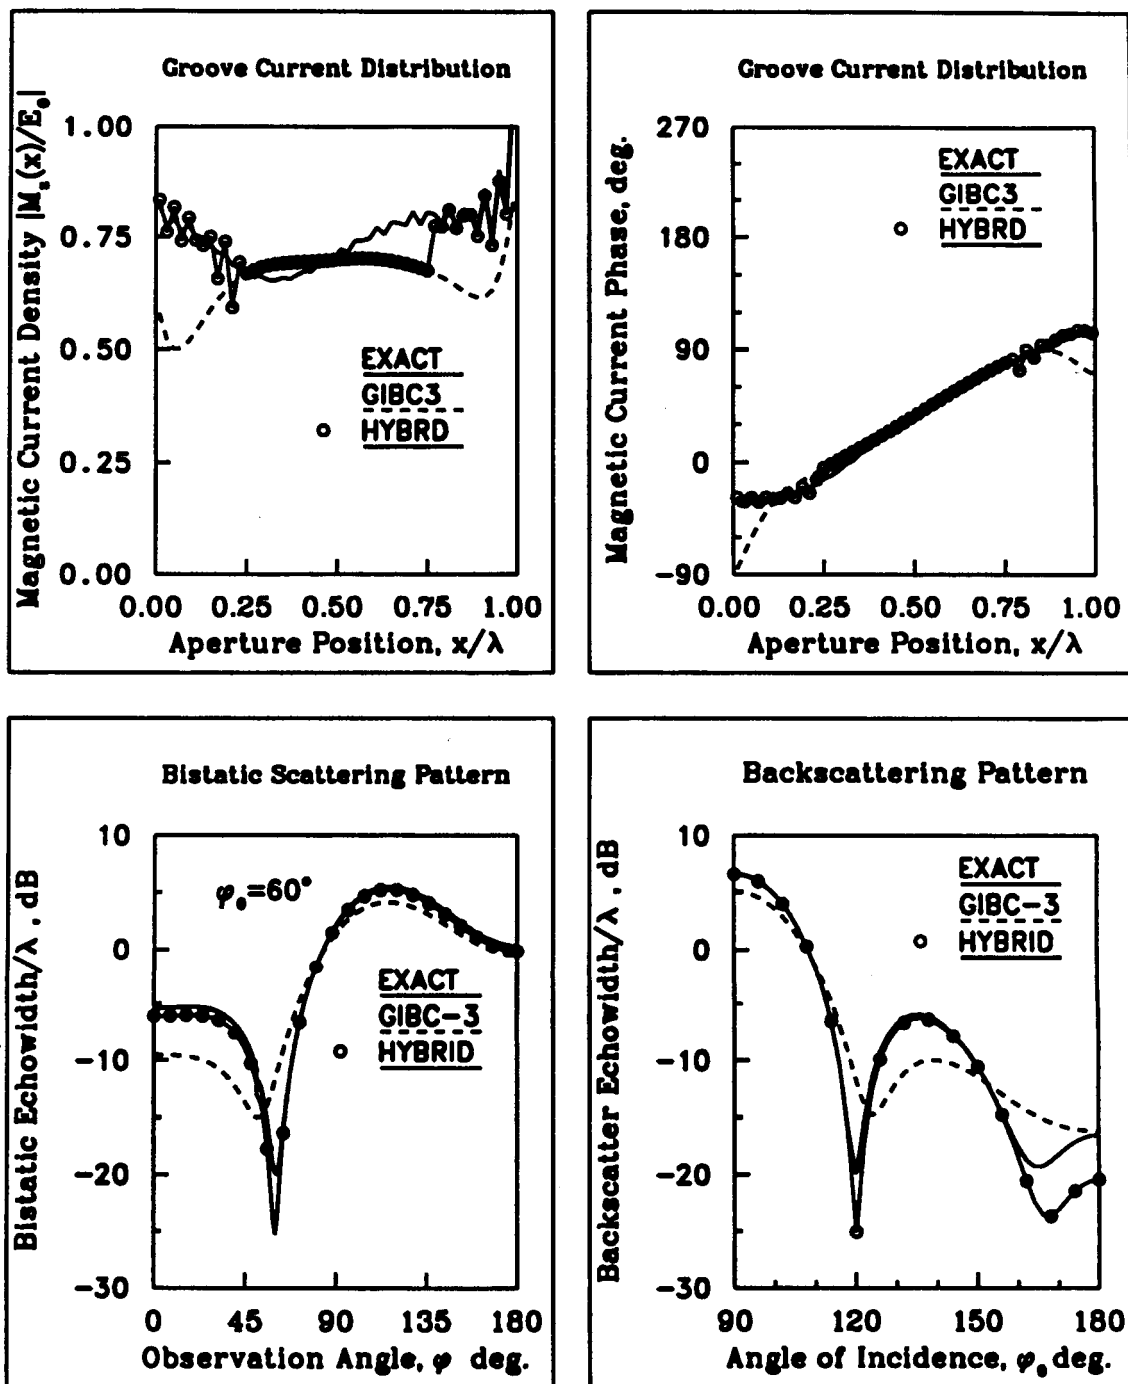 Groove Current Distribution
Magnetic Current Density |Mz(x)/E0|
1.00
0.75
0.50
0.25
0.00
EXACT
GIBC3
HYBRD
0.00 0.25 0.50 0.75 1.00
Aperture Position, x/λ
Groove Current Distribution
Magnetic Current Phase, deg.
270
180
90
0
-90
EXACT
GIBC3
HYBRD
0.00 0.25 0.50 0.75 1.00
Aperture Position, x/λ
Bistatic Scattering Pattern
Bistatic Echowidth/λ , dB
10
5
0
-10
-20
-30
φ₀=60°
EXACT
GIBC-3
HYBRID
0 45 90 135 180
Observation Angle, φ deg.
Backscattering Pattern
Backscatter Echowidth/λ , dB
10
0
-10
-20
-30
EXACT
GIBC-3
HYBRID
90 120 150 180
Angle of Incidence, φ₀ deg.